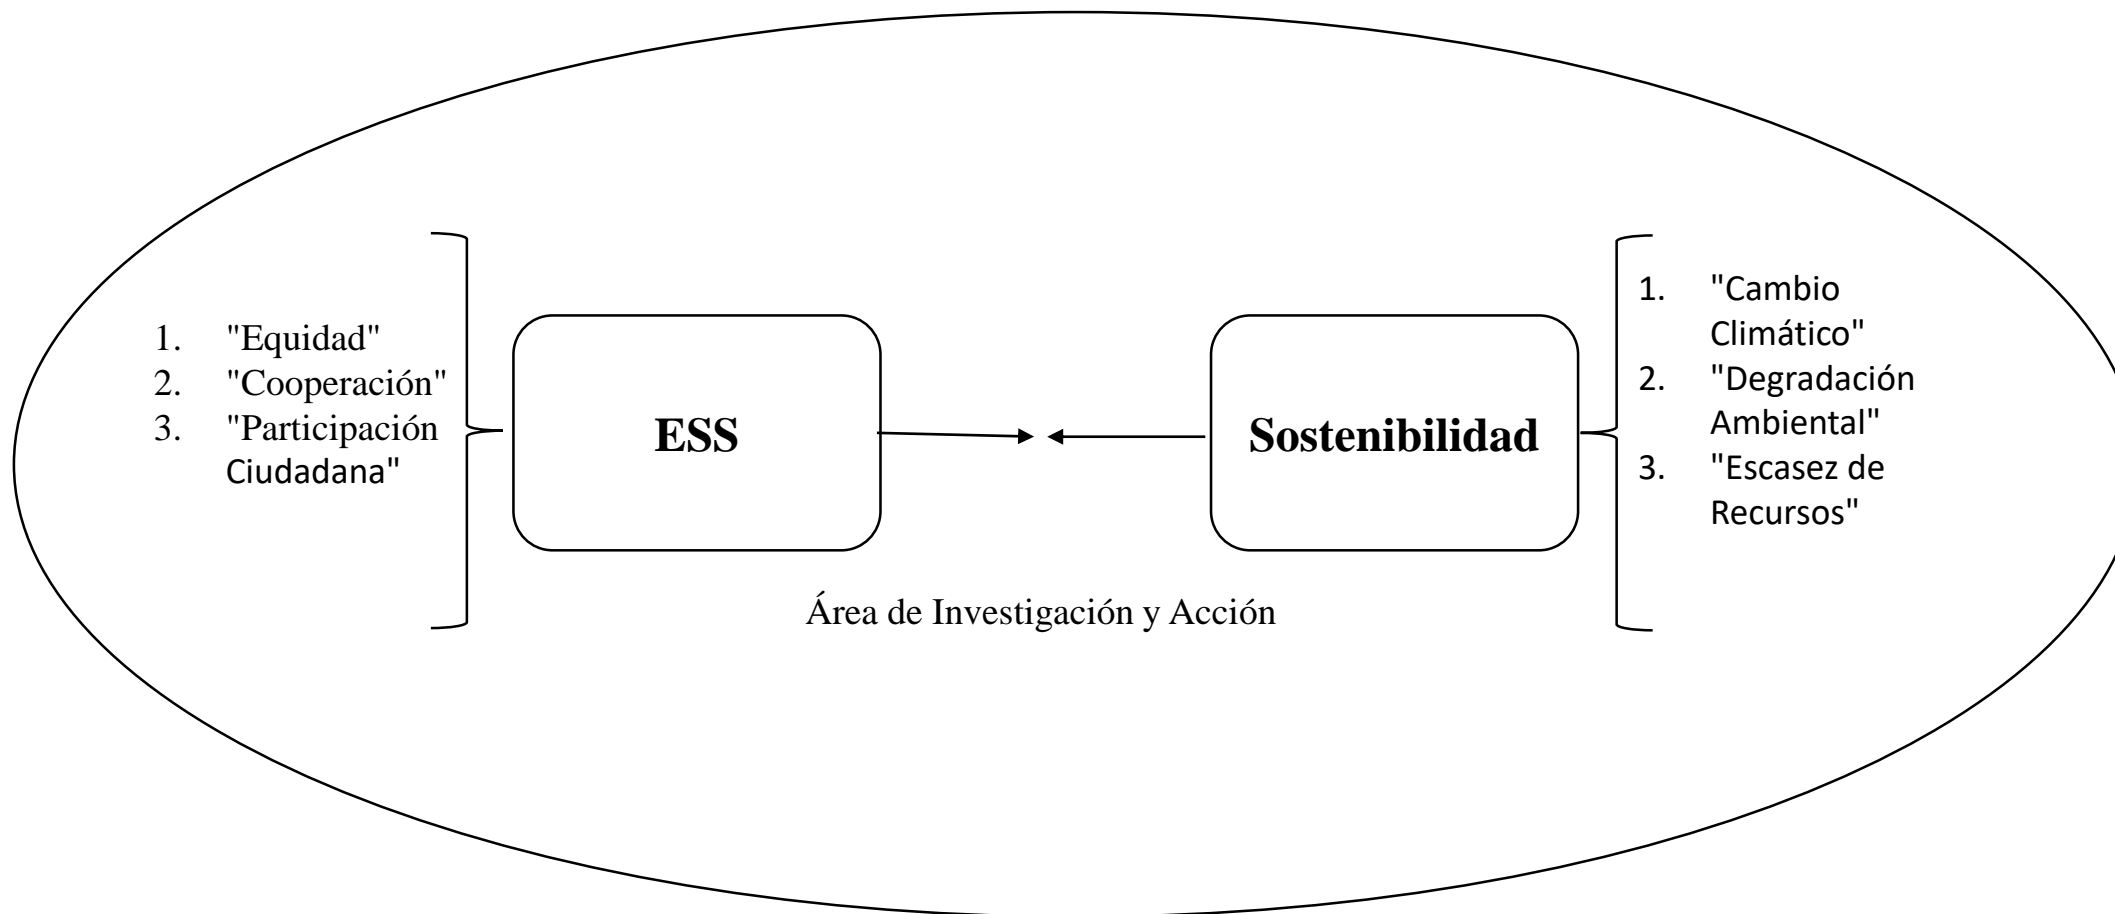 1. "Equidad"
2. "Cooperación"
3. "Participación
Ciudadana"
ESS
Sostenibilidad
1. "Cambio
Climático"
2. "Degradación
Ambiental"
3. "Escasez de
Recursos"
Área de Investigación y Acción